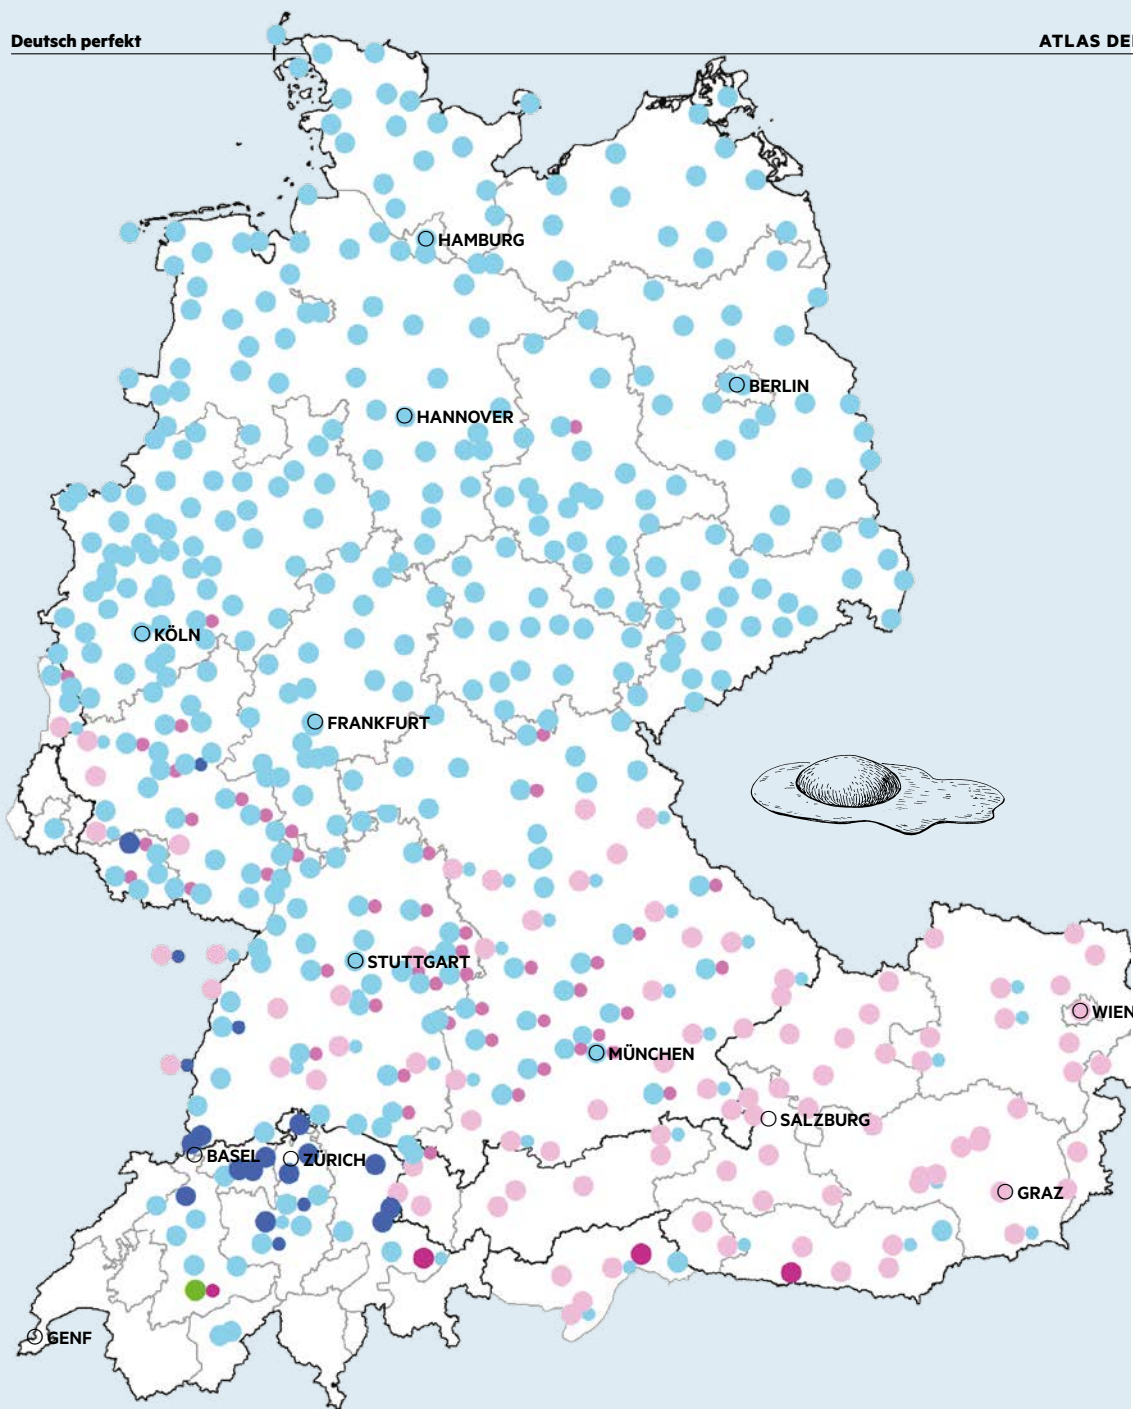 Deutsch perfekt
ATLAS DE
HAMBURG
BERLIN
HANNOVER
KÖLN
FRANKFURT
STUTTGART
WIEN
MÜNCHEN
SALZBURG
BASEL
ZÜRICH
GRAZ
GENF